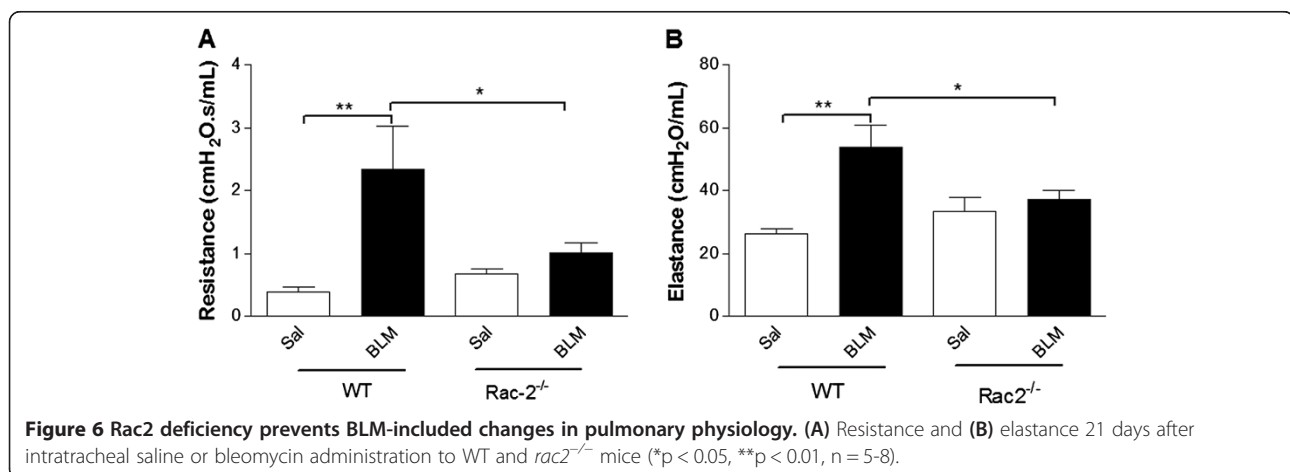 A
Resistance (cmH₂O.s/mL)
4
3
2
1
0
**
*
Sal
BLM
Sal
BLM
WT
Rac-2⁻/⁻
B
Elastance (cmH₂O/mL)
80
60
40
20
0
**
*
Sal
BLM
Sal
BLM
WT
Rac2⁻/⁻
Figure 6 Rac2 deficiency prevents BLM-included changes in pulmonary physiology. (A) Resistance and (B) elastance 21 days after
intratracheal saline or bleomycin administration to WT and rac2⁻/⁻ mice (*p < 0.05, **p < 0.01, n = 5-8).